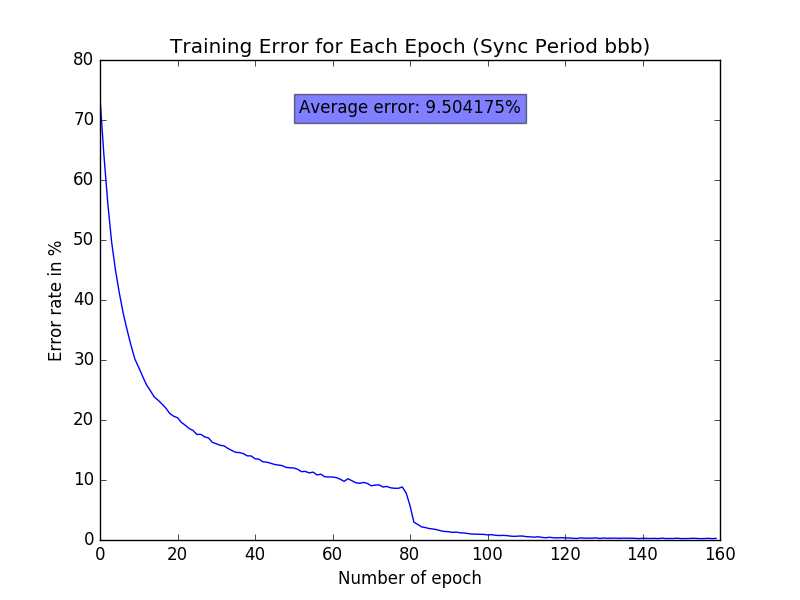 Training Error for Each Epoch (Sync Period bbb)
80
Average error: 9.504175%
70
60
50
40
30
20
10
0
Error rate in %
0 20 40 60 80 100 120 140 160
Number of epoch